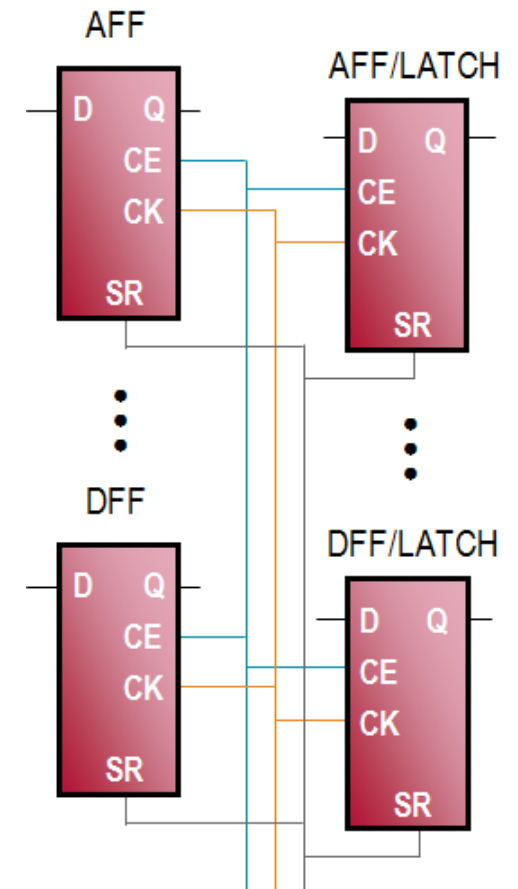 AFF
D Q
CE
CK
SR
AFF/LATCH
D Q
CE
CK
SR
DFF
D Q
CE
CK
SR
DFF/LATCH
D Q
CE
CK
SR